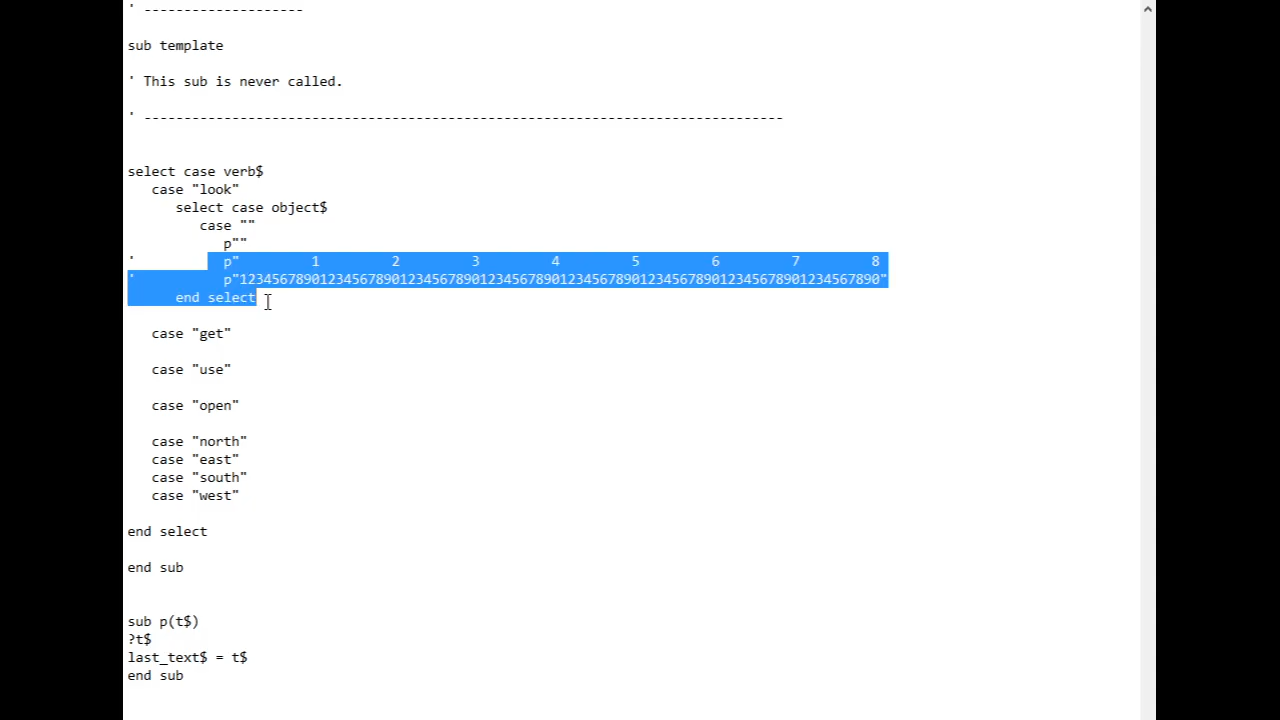 ' --------------------
sub template
' This sub is never called.
' --------------------------------------------------------------------------------
select case verb$
   case "look"
      select case object$
         case ""
            p""
'           p"         1         2         3         4         5         6         7         8
'           p"12345678901234567890123456789012345678901234567890123456789012345678901234567890"
      end select
   case "get"
   case "use"
   case "open"
   case "north"
   case "east"
   case "south"
   case "west"
end select
end sub
sub p(t$)
?t$
last_text$ = t$
end sub